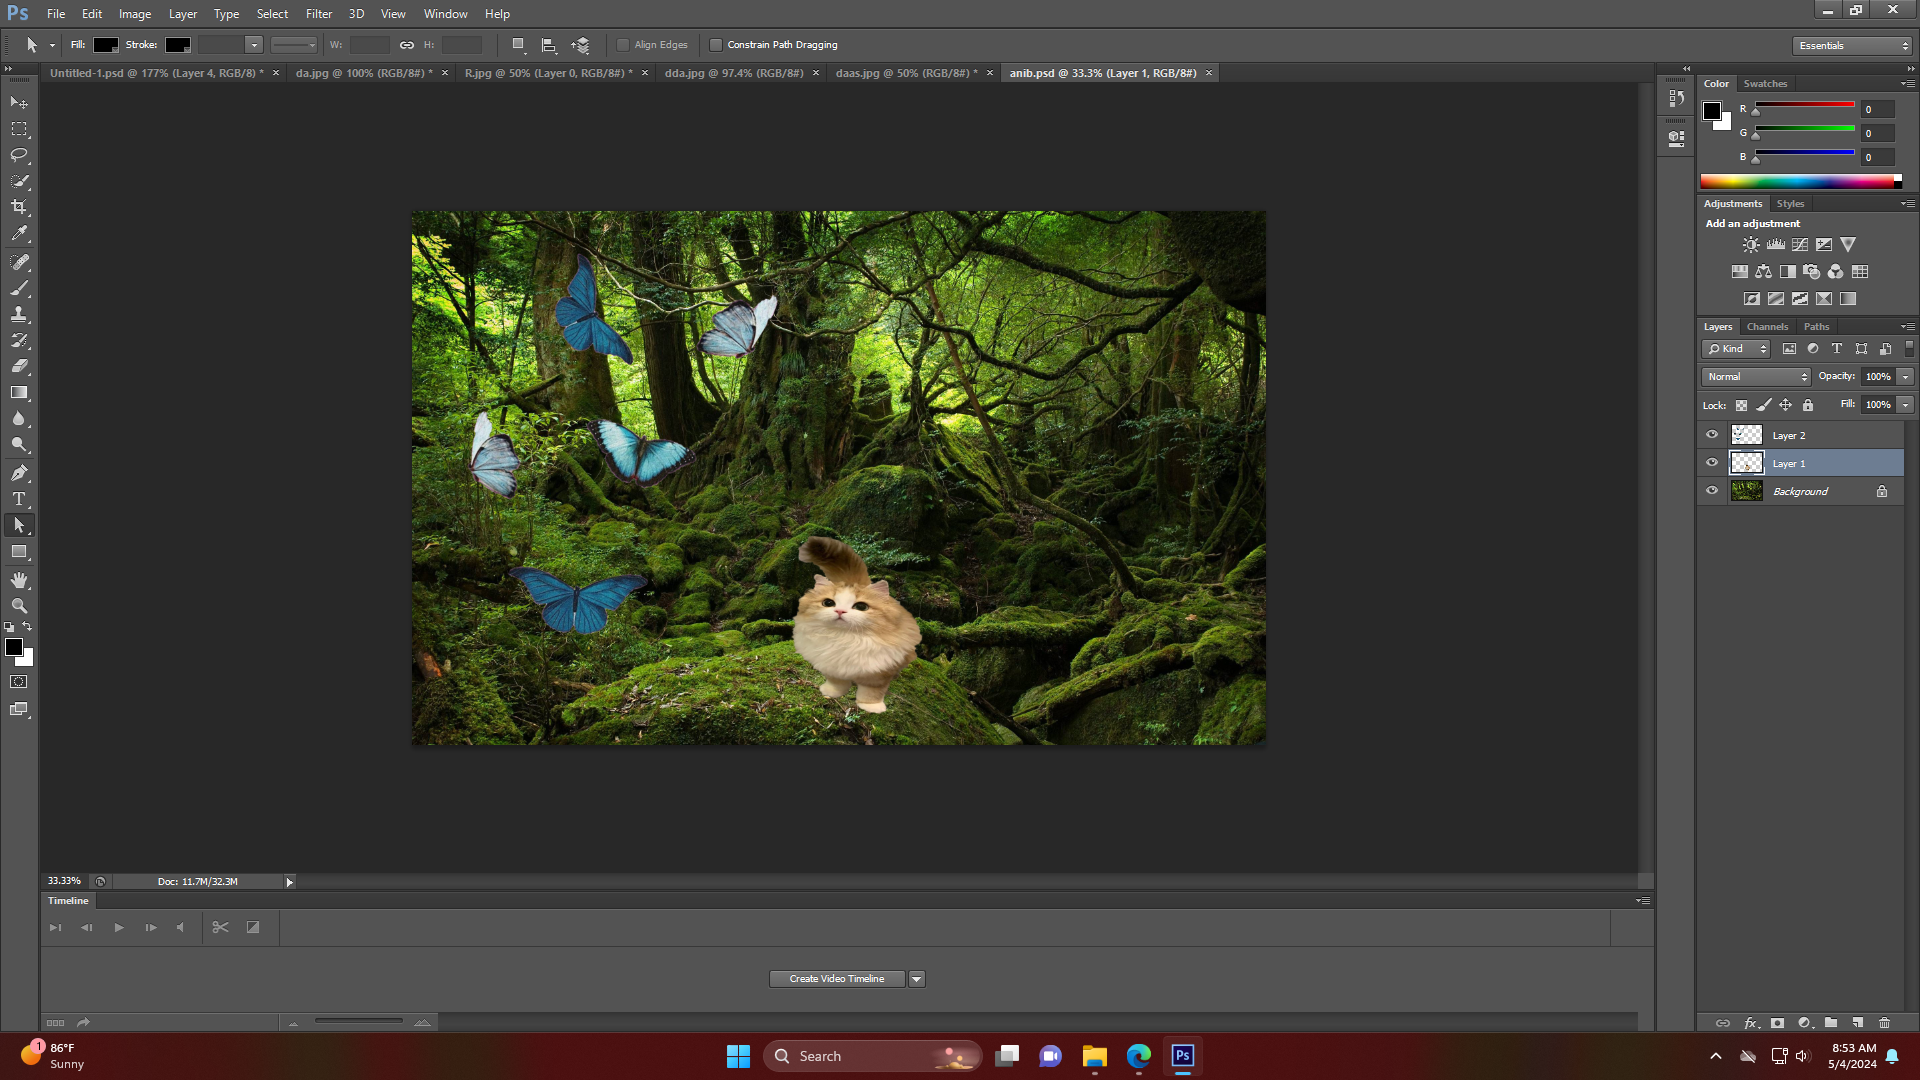 Ps File Edit Image Layer Type Select Filter 3D View Window Help
Fill: Stroke: W: H: Align Edges Constrain Path Dragging Essentials
Untitled-1.psd @ 177% (Layer 4, RGB/8) * × da.jpg @ 100% (RGB/8#) * × R.jpg @ 50% (Layer 0, RGB/8#) * × dda.jpg @ 97.4% (RGB/8#) × daas.jpg @ 50% (RGB/8#) * × anib.psd @ 33.3% (Layer 1, RGB/8#) ×
Color Swatches
R 0
G 0
B 0
Adjustments Styles
Add an adjustment
Layers Channels Paths
Kind
Normal Opacity: 100%
Lock: Fill: 100%
Layer 2
Layer 1
Background
33.33% Doc: 11.7M/32.3M
Timeline
Create Video Timeline
fx
1
86°F
Sunny
Search
Ps
8:53 AM
5/4/2024